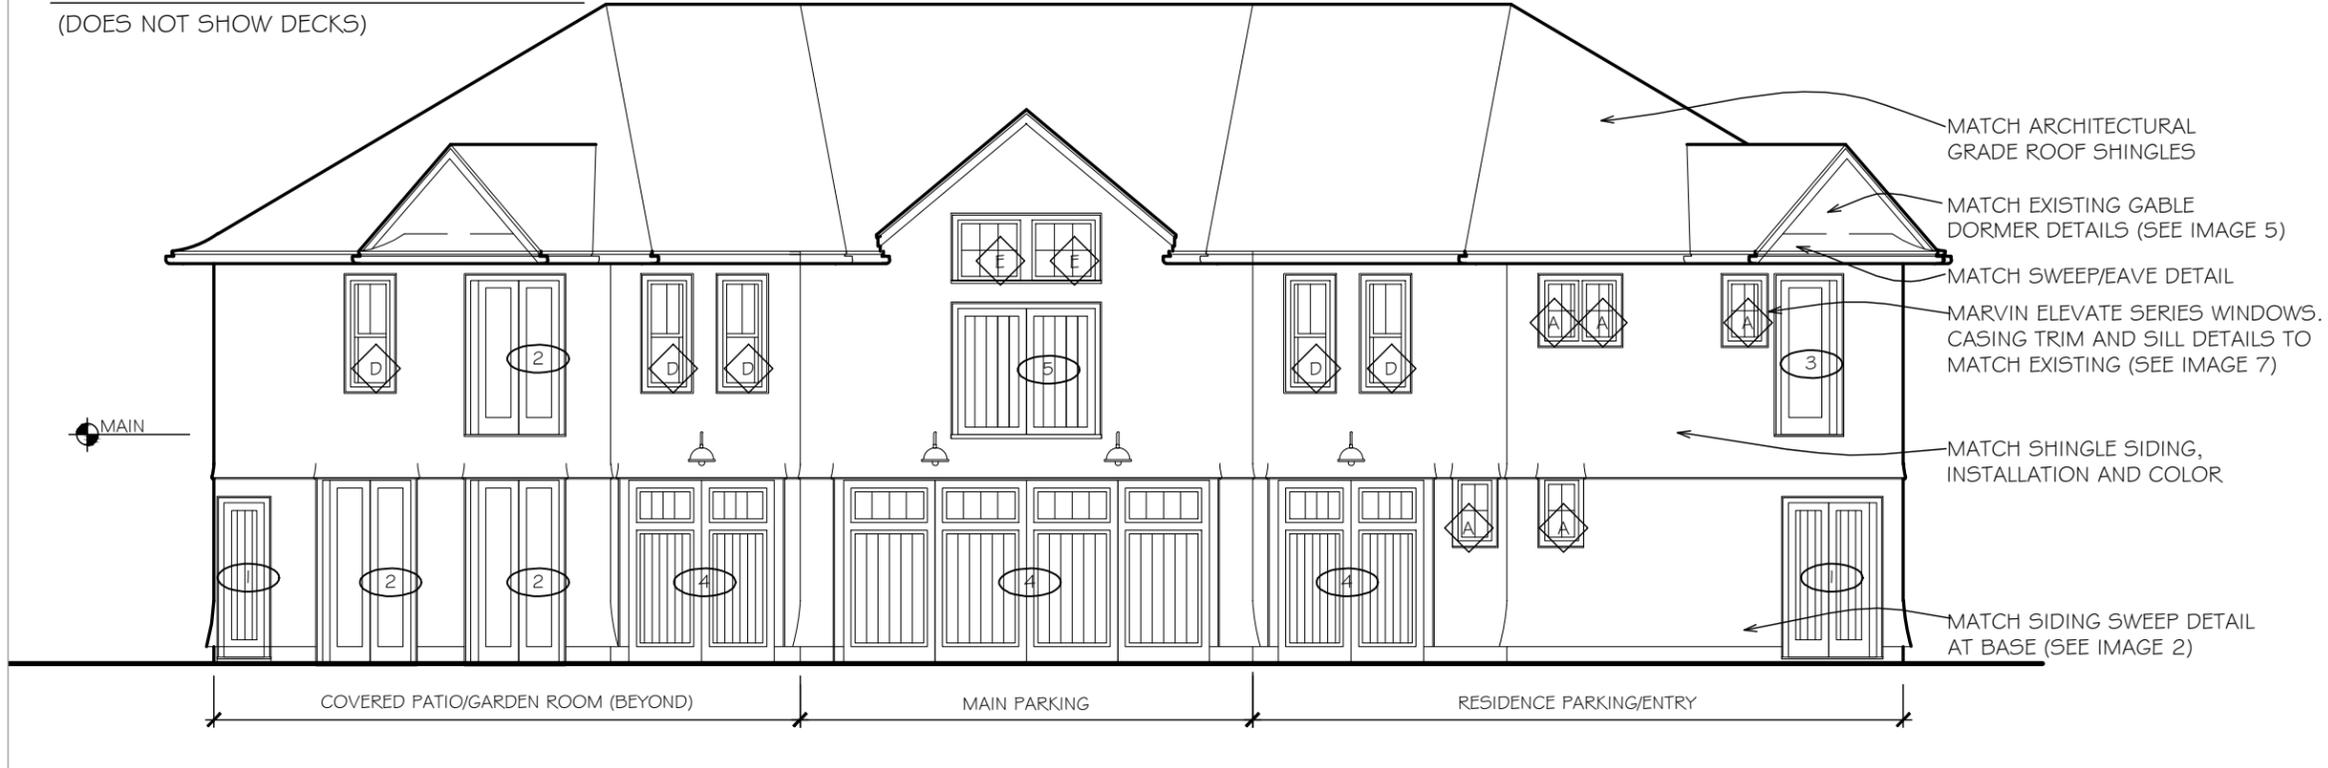 (DOES NOT SHOW DECKS)
MATCH ARCHITECTURAL
GRADE ROOF SHINGLES
MATCH EXISTING GABLE
DORMER DETAILS (SEE IMAGE 5)
MATCH SWEEP/EAVE DETAIL
MARVIN ELEVATE SERIES WINDOWS.
CASING TRIM AND SILL DETAILS TO
MATCH EXISTING (SEE IMAGE 7)
E E
D 2 D D 5 D D A A A 3
MAIN
MATCH SHINGLE SIDING,
INSTALLATION AND COLOR
A A
1 2 2 4 4 4 1
MATCH SIDING SWEEP DETAIL
AT BASE (SEE IMAGE 2)
COVERED PATIO/GARDEN ROOM (BEYOND)
MAIN PARKING
RESIDENCE PARKING/ENTRY